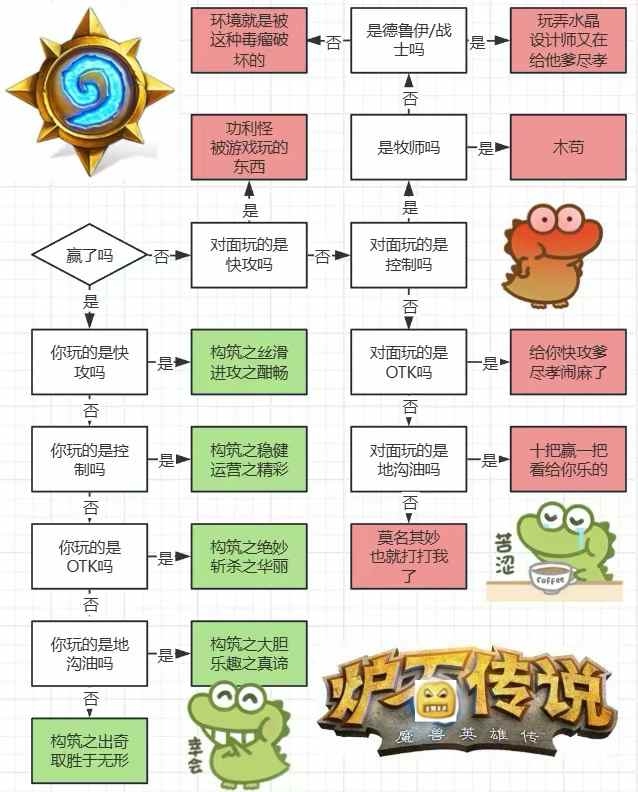 环境就是被
这种毒瘤破
坏的
否
是德鲁伊/战
士吗
是
玩弄水晶
设计师又在
给他爹尽孝
否
功利怪
被游戏玩的
东西
是牧师吗
是
木苟
是
是
赢了吗
否
对面玩的是
快攻吗
否
对面玩的是
控制吗
是
否
你玩的是快
攻吗
是
构筑之丝滑
进攻之酣畅
对面玩的是
OTK吗
是
给你快攻爹
尽孝闹麻了
否
否
你玩的是控
制吗
是
构筑之稳健
运营之精彩
对面玩的是
地沟油吗
是
十把赢一把
看给你乐的
否
否
你玩的是
OTK吗
是
构筑之绝妙
斩杀之华丽
莫名其妙
也就打打我
了
苦涩
coffee
否
你玩的是地
沟油吗
是
构筑之大胆
乐趣之真谛
否
构筑之出奇
取胜于无形
幸会
炉石传说
魔兽英雄传